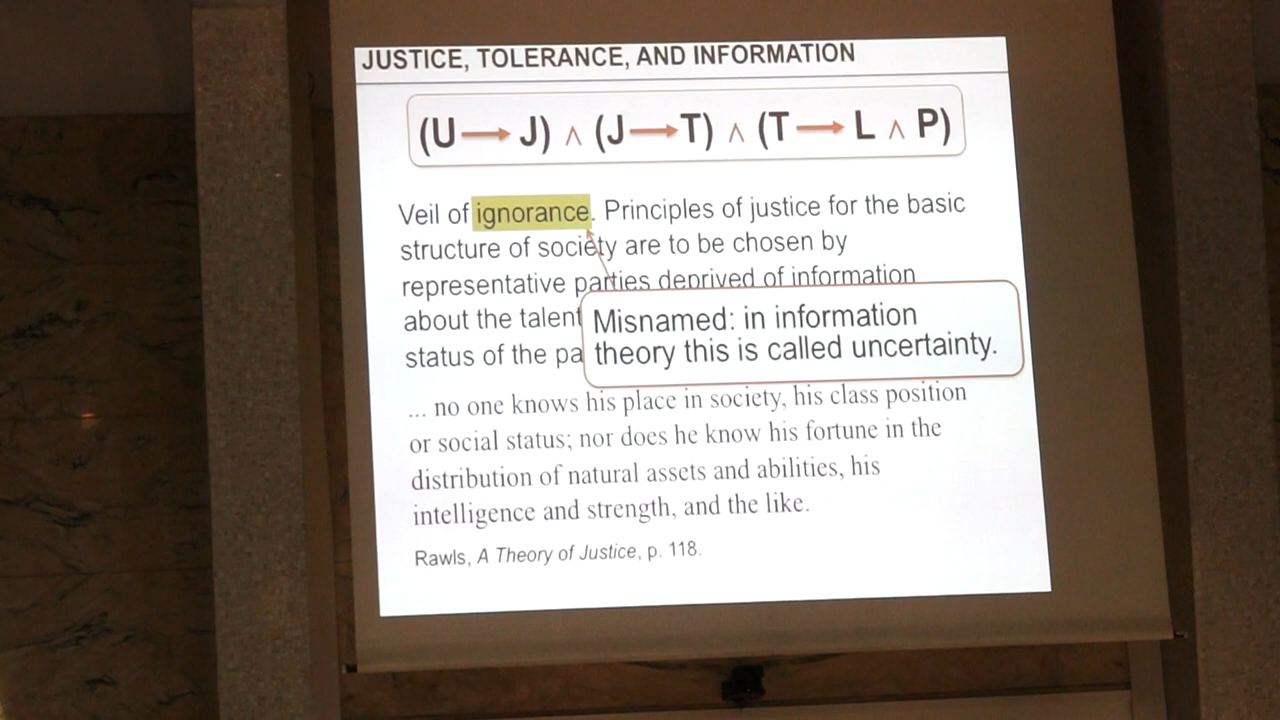 JUSTICE, TOLERANCE, AND INFORMATION
(U → J) ∧ (J → T) ∧ (T → L ∧ P)
Veil of ignorance. Principles of justice for the basic
structure of society are to be chosen by
representative parties deprived of information
about the talent
status of the pa
Misnamed: in information
theory this is called uncertainty.
... no one knows his place in society, his class position
or social status; nor does he know his fortune in the
distribution of natural assets and abilities, his
intelligence and strength, and the like.
Rawls, A Theory of Justice, p. 118.